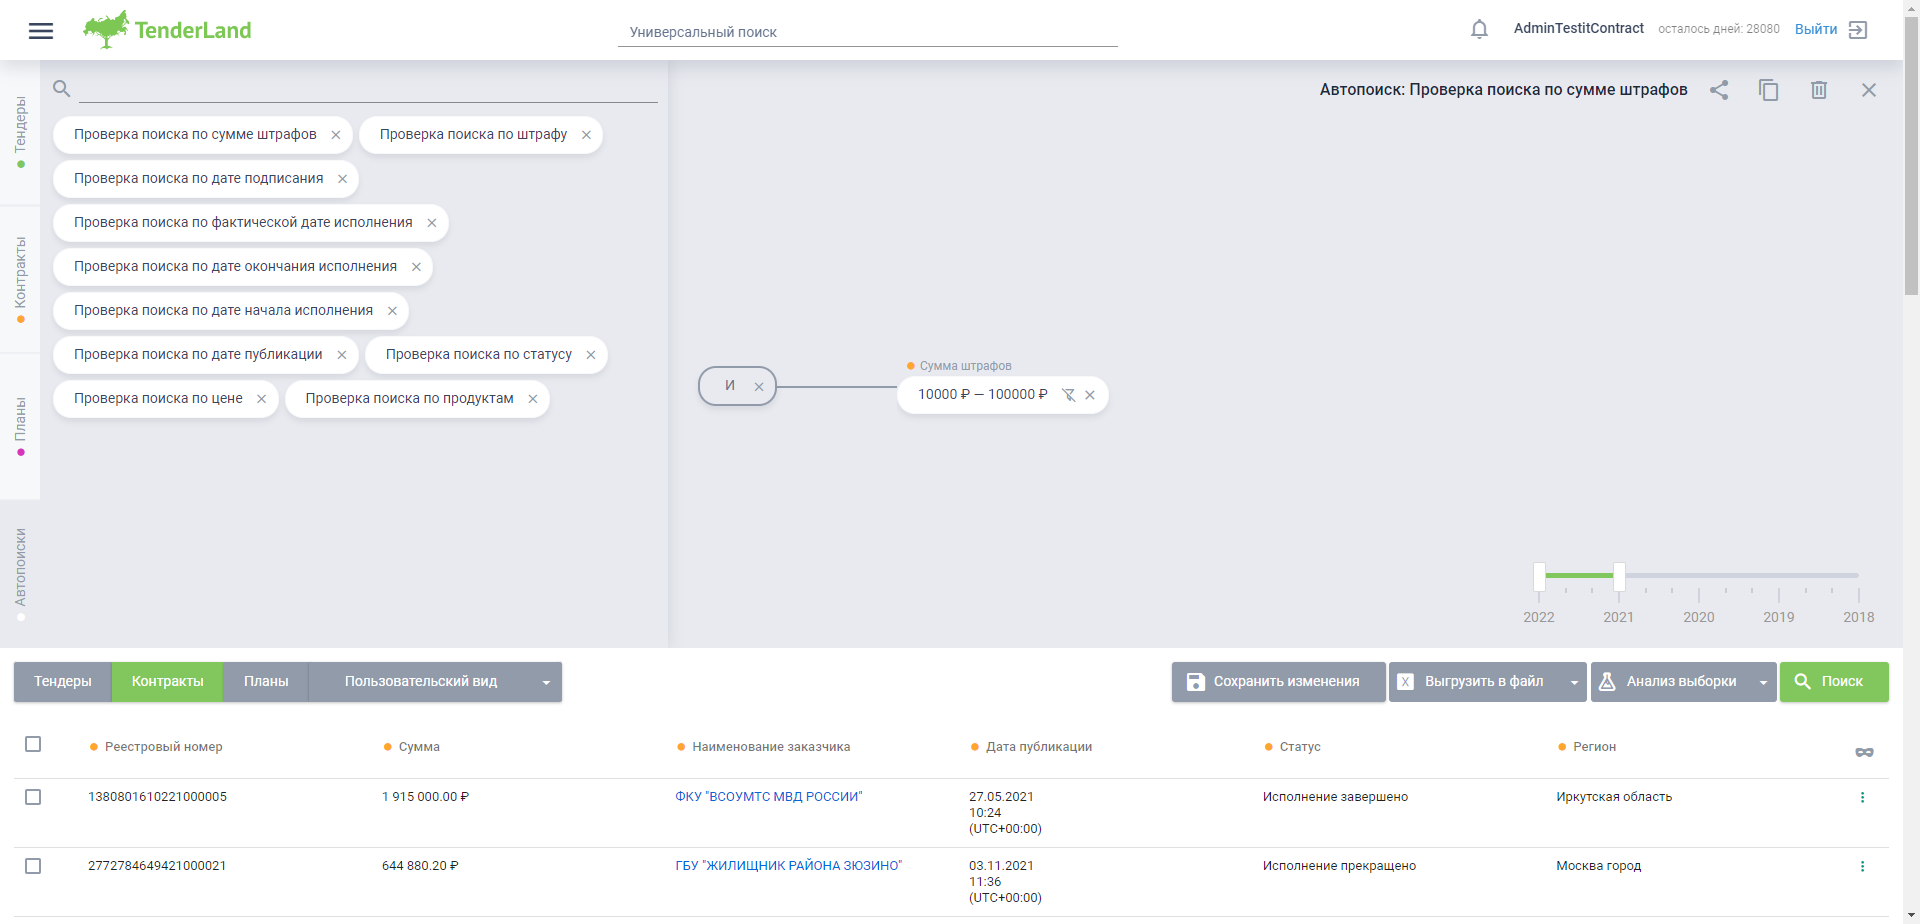 TenderLand
Универсальный поиск
AdminTestitContract
осталось дней: 28080
Выйти
Тендеры
Контракты
Планы
Автопоиски
Проверка поиска по сумме штрафов
Проверка поиска по штрафу
Проверка поиска по дате подписания
Проверка поиска по фактической дате исполнения
Проверка поиска по дате окончания исполнения
Проверка поиска по дате начала исполнения
Проверка поиска по дате публикации
Проверка поиска по статусу
Проверка поиска по цене
Проверка поиска по продуктам
Автопоиск: Проверка поиска по сумме штрафов
И
Сумма штрафов
10000 ₽ — 100000 ₽
2022 2021 2020 2019 2018
Тендеры Контракты Планы Пользовательский вид
Сохранить изменения
X Выгрузить в файл
Анализ выборки
Поиск
Реестровый номер Сумма Наименование заказчика Дата публикации Статус Регион
1380801610221000005 1 915 000.00 ₽ ФКУ "ВСОУМТС МВД РОССИИ" 27.05.2021 Исполнение завершено Иркутская область
10:24
(UTC+00:00)
2772784649421000021 644 880.20 ₽ ГБУ "ЖИЛИЩНИК РАЙОНА ЗЮЗИНО" 03.11.2021 Исполнение прекращено Москва город
11:36
(UTC+00:00)